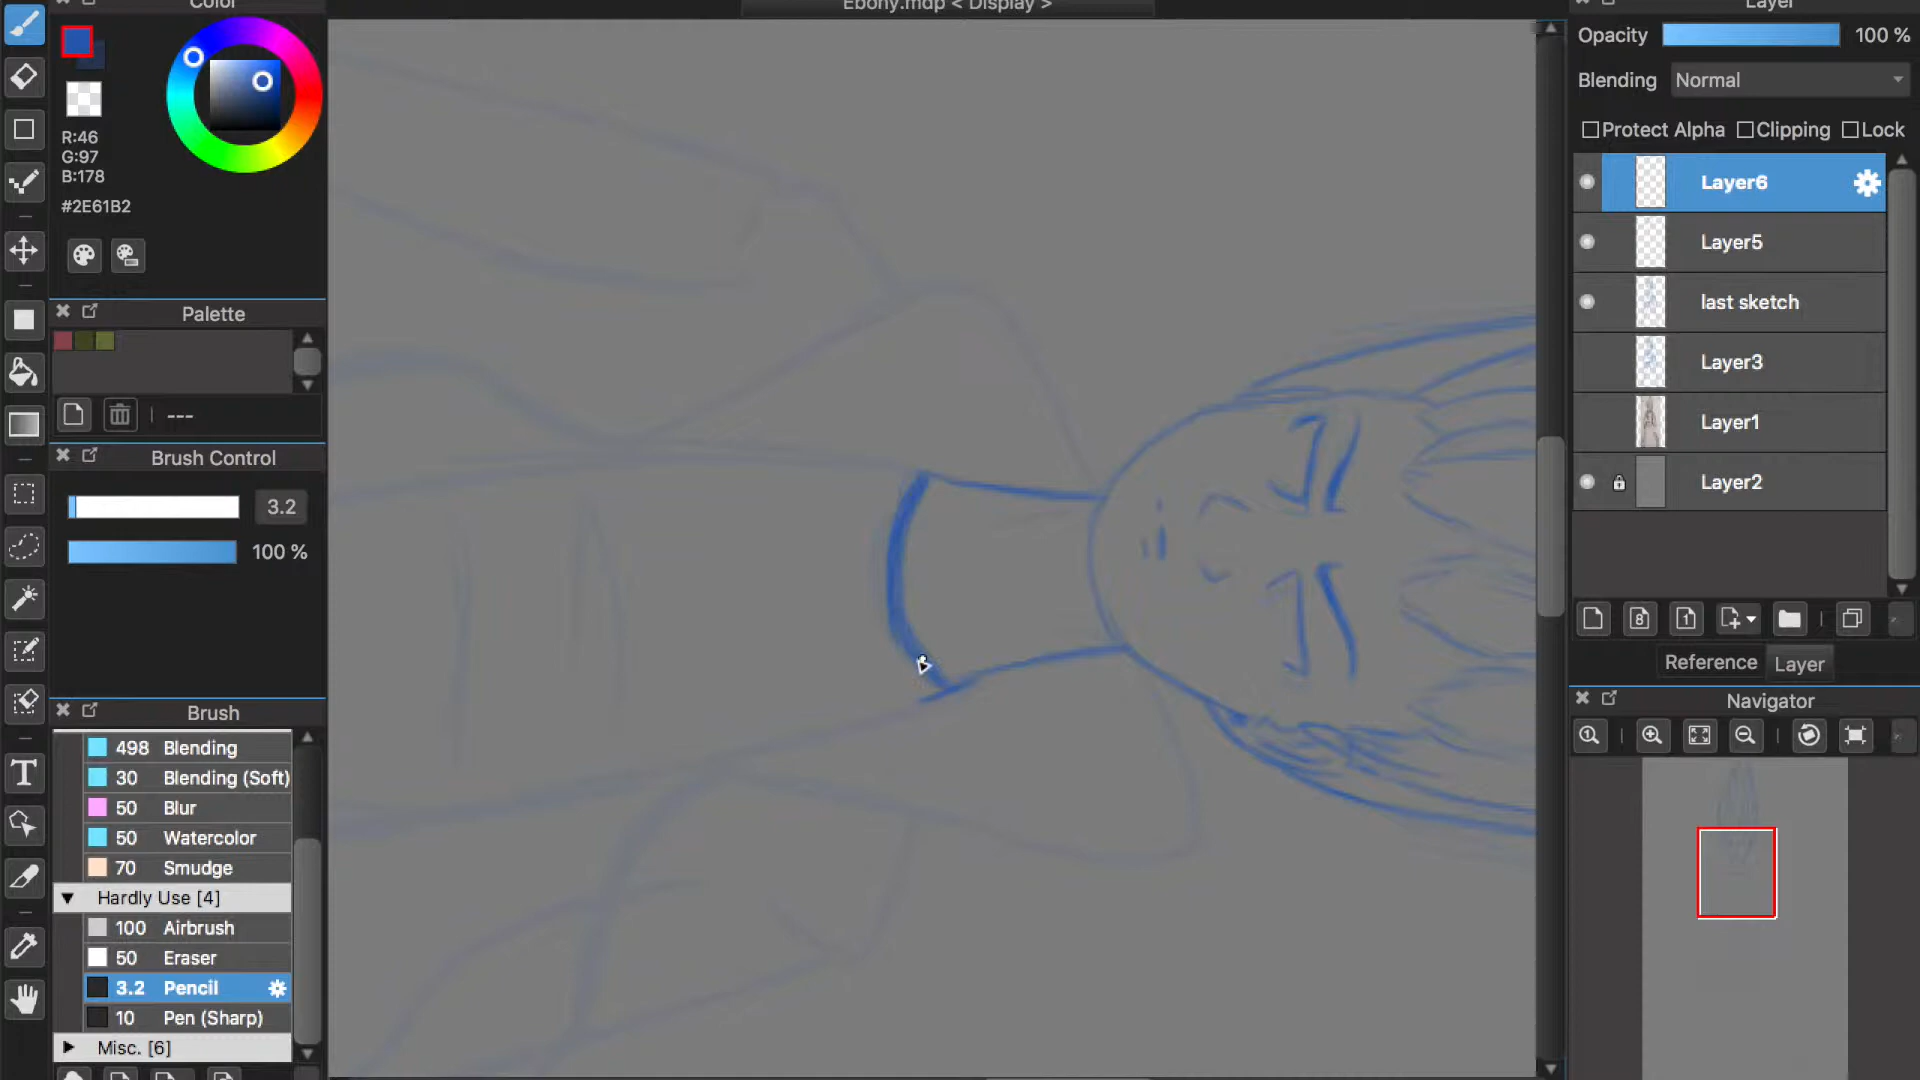 Color
Ebony.mdp < Display >
Layer
R:46
G:97
B:178
#2E61B2
Palette
---
Brush Control
3.2
100 %
Brush
498 Blending
30 Blending (Soft)
50 Blur
50 Watercolor
70 Smudge
Hardly Use [4]
100 Airbrush
50 Eraser
3.2 Pencil
10 Pen (Sharp)
Misc. [6]
Opacity 100 %
Blending Normal
Protect Alpha Clipping Lock
Layer6
Layer5
last sketch
Layer3
Layer1
Layer2
8 1
Reference Layer
Navigator
1
T